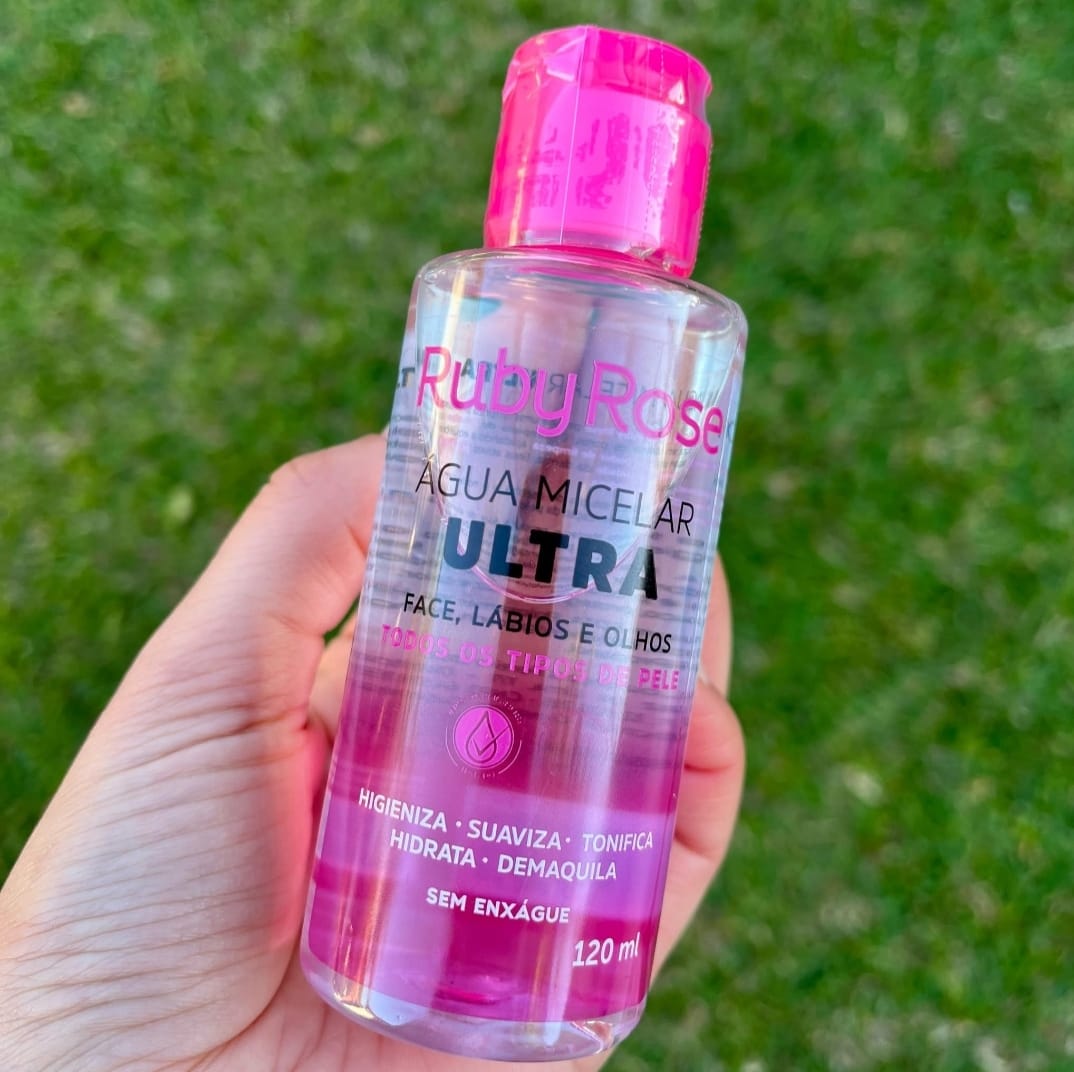 Ruby Rose
ÁGUA MICELAR
ULTRA
FACE, LÁBIOS E OLHOS
TODOS OS TIPOS DE PELE
HIGIENIZA • SUAVIZA • TONIFICA
HIDRATA • DEMAQUILA
SEM ENXÁGUE
120 ml